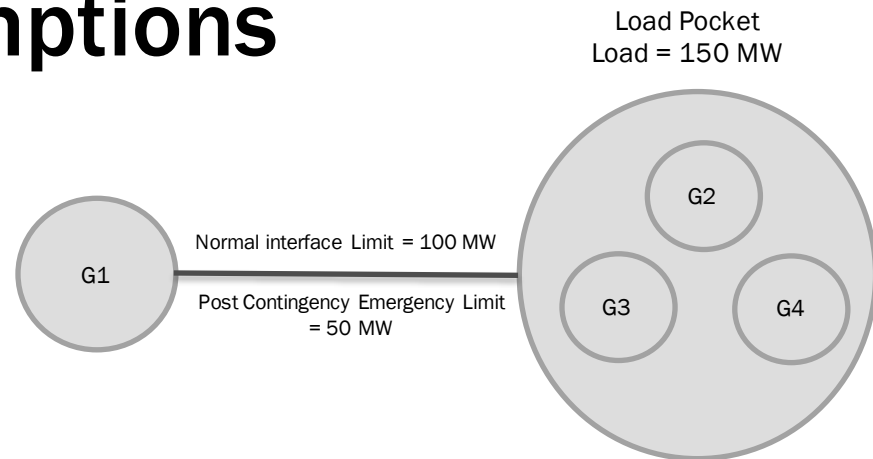 mptions
Load Pocket
Load = 150 MW
G2
Normal interface Limit = 100 MW
G1
Post Contingency Emergency Limit
= 50 MW
G3
G4